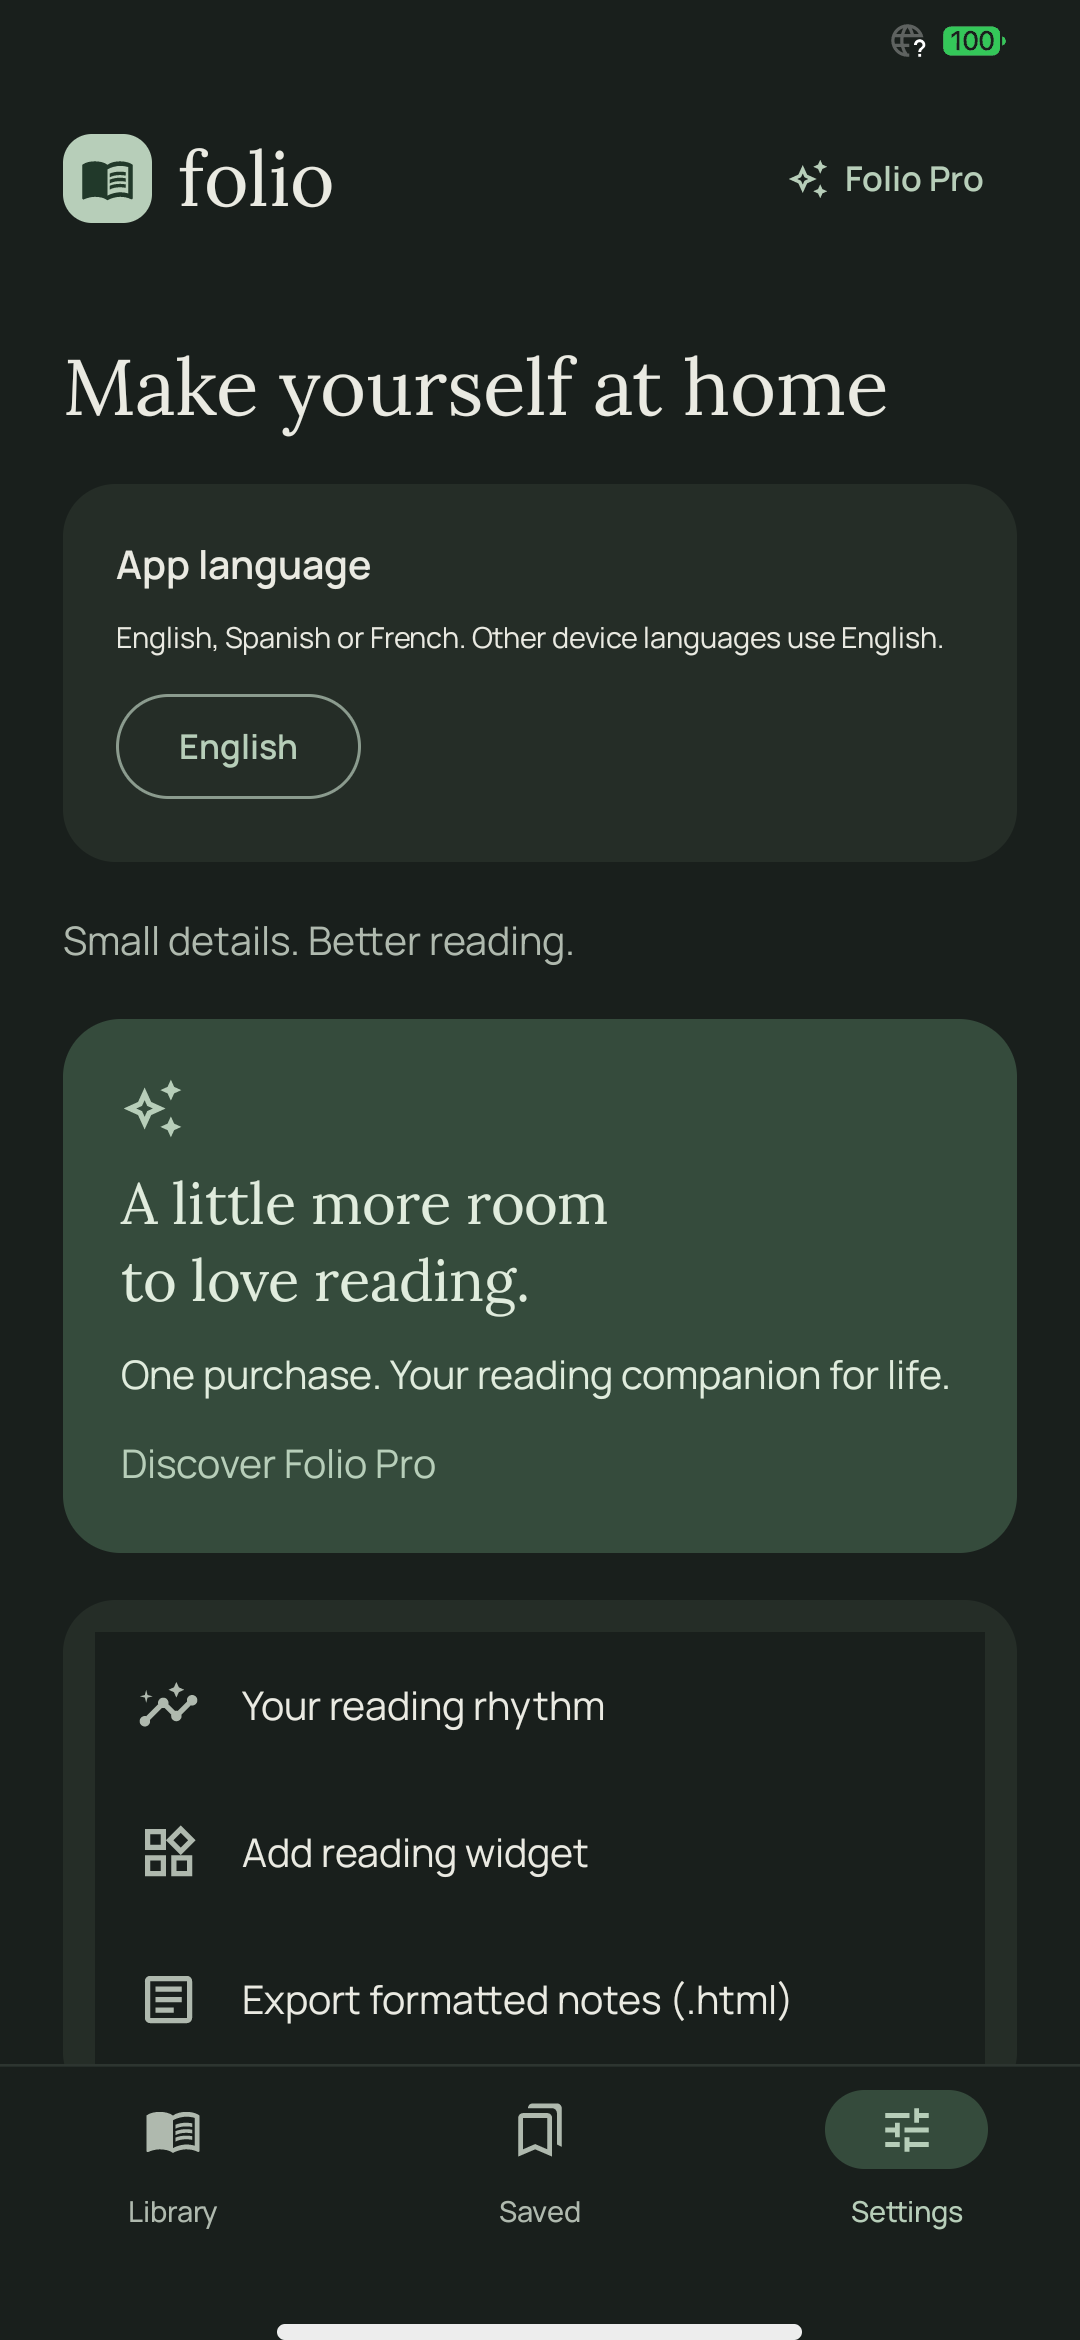 100
folio
Folio Pro
Make yourself at home
App language
English, Spanish or French. Other device languages use English.
English
Small details. Better reading.
A little more room
to love reading.
One purchase. Your reading companion for life.
Discover Folio Pro
Your reading rhythm
Add reading widget
Export formatted notes (.html)
Library
Saved
Settings